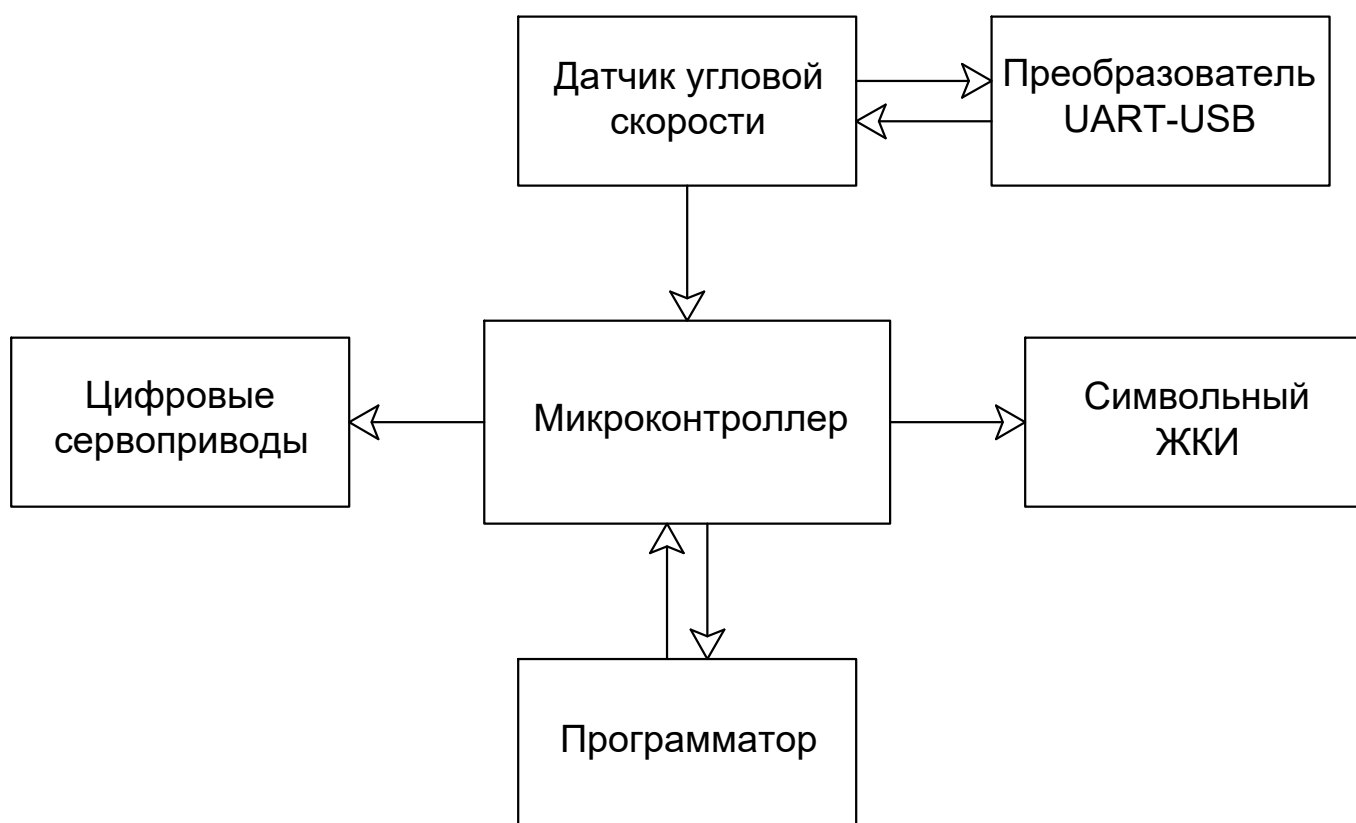 Датчик угловой
скорости
Преобразователь
UART-USB
Цифровые
сервоприводы
Микроконтроллер
Символьный
ЖКИ
Программатор